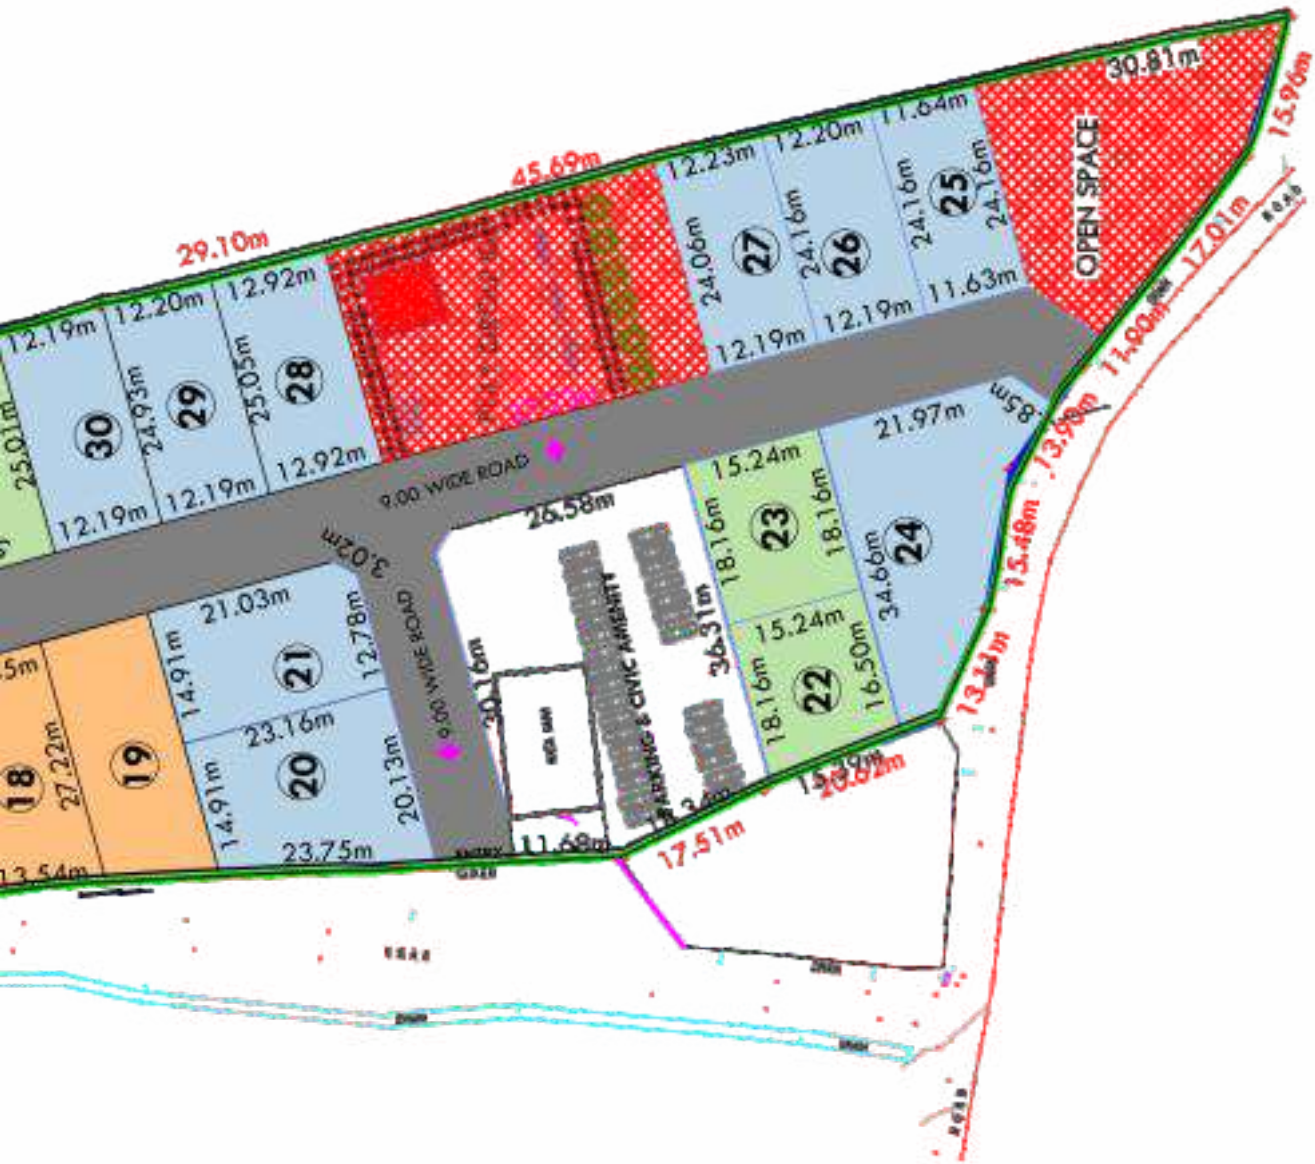 30.81m
15.96m
OPEN SPACE
11.64m
12.20m
12.23m
45.69m
29.10m
12.92m
12.20m
12.19m
25.01m
30
24.93m
29
25.05m
28
24.06m
27
24.16m
26
24.16m
25
24.16m
17.01m
ROAD
11.90m
13.90m
11.63m
12.19m
12.19m
12.92m
12.19m
12.19m
9.00 WIDE ROAD
21.97m
.85m
15.24m
26.58m
3.02m
18.16m
23
18.16m
24
34.66m
15.48m
21.03m
12.78m
9.00 WIDE ROAD
14.91m
21
36.31m
15.24m
30.16m
PARKING & CIVIC AMENITY
18.16m
22
16.50m
5m
27.22m
18
19
23.16m
20
14.91m
20.13m
23.75m
13.54m
11.68m
17.51m
20.62m
ROAD
ROAD